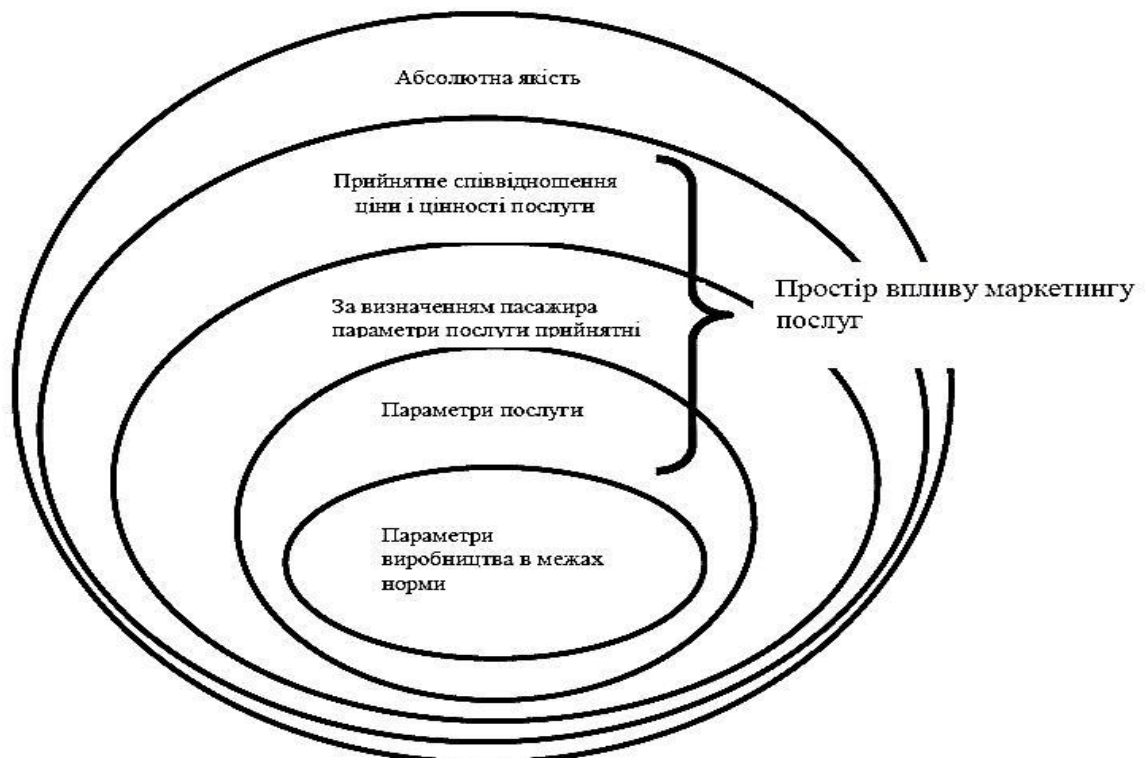 Абсолютна якість
Прийнятне співвідношення
ціни і цінності послуги
За визначенням пасажира
параметри послуги прийнятні
Простір впливу маркетингу
послуг
Параметри послуги
Параметри
виробництва в межах
норми